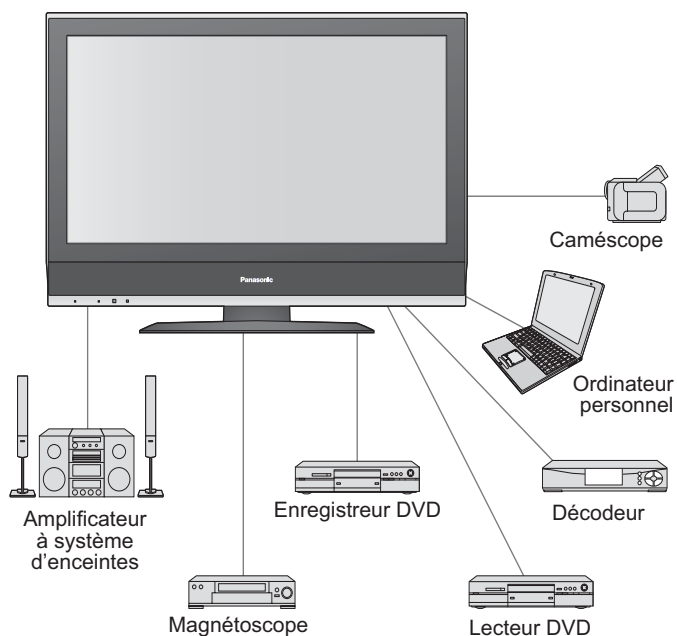 Panasonic
Caméscope
Ordinateur
personnel
Enregistreur DVD
Décodeur
Amplificateur
à système
d'enceintes
Magnétoscope
Lecteur DVD